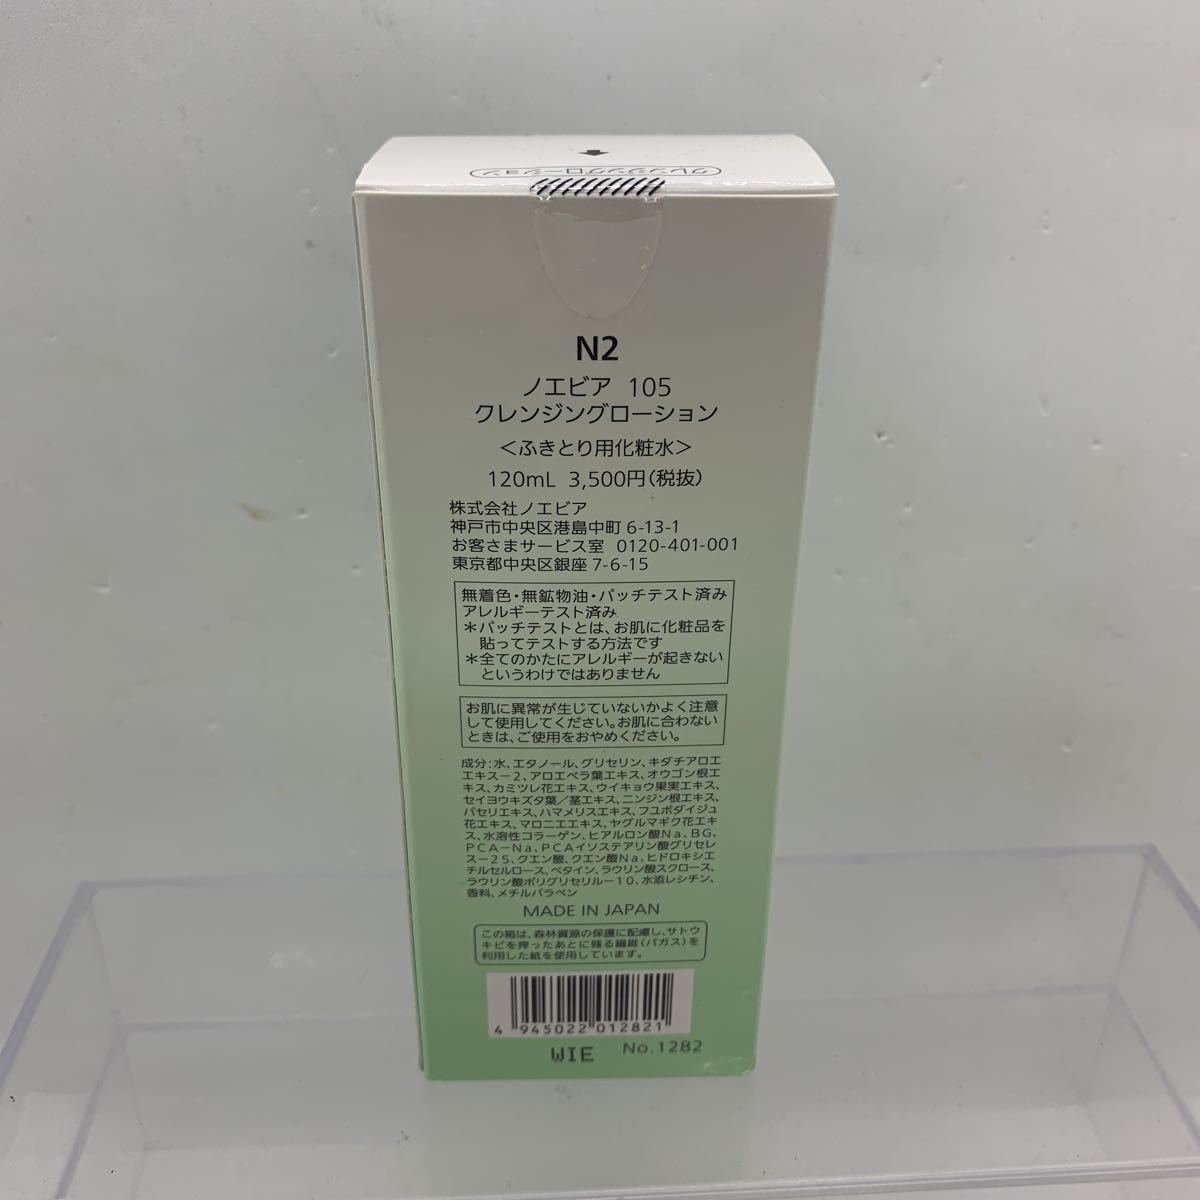 クレンジングローション
N2
ノエビア 105
クレンジングローション
＜ふきとり用化粧水＞
120mL 3,500円(税抜)
株式会社ノエビア
神戸市中央区港島中町 6-13-1
お客さまサービス室 0120-401-001
東京都中央区銀座 7-6-15
無着色・無鉱物油・パッチテスト済み
アレルギーテスト済み
＊パッチテストとは、お肌に化粧品を
貼ってテストする方法です
＊全てのかたにアレルギーが起きない
というわけではありません
お肌に異常が生じていないかよく注意
して使用してください。お肌に合わない
ときは、ご使用をおやめください。
成分：水、エタノール、グリセリン、キダチアロエ
エキス－2、アロエベラ葉エキス、オウゴン根エ
キス、カミツレ花エキス、ウイキョウ果実エキス、
セイヨウキズタ葉／茎エキス、ニンジン根エキス、
パセリエキス、ハマメリスエキス、フユボダイジュ
花エキス、マロニエエキス、ヤグルマギク花エキ
ス、水溶性コラーゲン、ヒアルロン酸Na、BG、
PCA－Na、PCAイソステアリン酸グリセレ
ス－25、クエン酸、クエン酸Na、ヒドロキシエ
チルセルロース、ベタイン、ラウリン酸スクロース、
ラウリン酸ポリグリセリル－10、水添レシチン、
香料、メチルパラベン
MADE IN JAPAN
この箱は、森林資源の保護に配慮し、サトウ
キビを搾ったあとに残る繊維（バガス）を
利用した紙を使用しています。
4 945022 012821
WIE No.1282